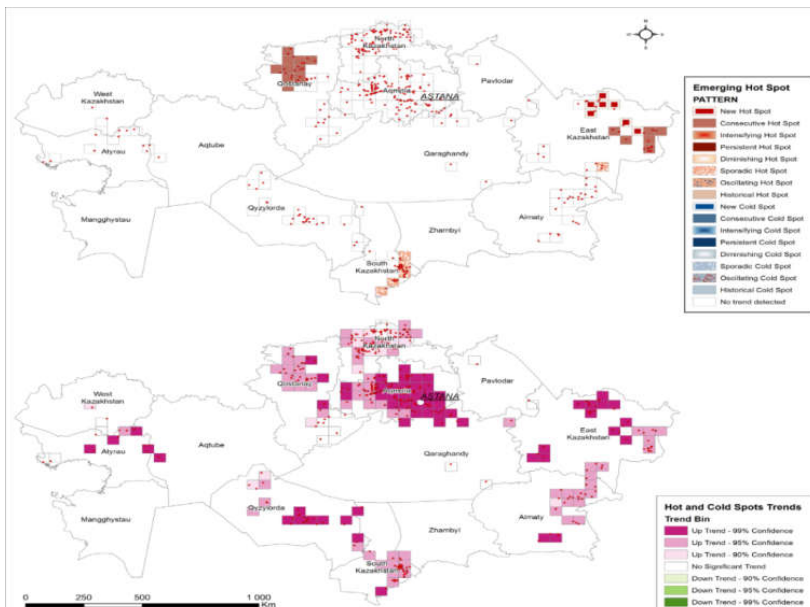 North
Kazakhstan
Qostanay
Pavlodar
West
Kazakhstan
Aqmola
ASTANA
Atyrau
Aqtube
East
Kazakhstan
Qaraghandy
Mangghystau
Qyzylorda
Almaty
Zhambyl
South
Kazakhstan
Emerging Hot Spot
PATTERN
New Hot Spot
Consecutive Hot Spot
Intensifying Hot Spot
Persistent Hot Spot
Diminishing Hot Spot
Sporadic Hot Spot
Oscillating Hot Spot
Historical Hot Spot
New Cold Spot
Consecutive Cold Spot
Intensifying Cold Spot
Persistent Cold Spot
Diminishing Cold Spot
Sporadic Cold Spot
Oscillating Cold Spot
Historical Cold Spot
No trend detected
North
Kazakhstan
Qostanay
Pavlodar
West
Kazakhstan
Aqmola
ASTANA
Atyrau
Aqtube
East
Kazakhstan
Qaraghandy
Mangghystau
Qyzylorda
Almaty
Zhambyl
South
Kazakhstan
Hot and Cold Spots Trends
Trend Bin
Up Trend - 99% Confidence
Up Trend - 95% Confidence
Up Trend - 90% Confidence
No Significant Trend
Down Trend - 90% Confidence
Down Trend - 95% Confidence
Down Trend - 99% Confidence
0 250 500 1 000
Km